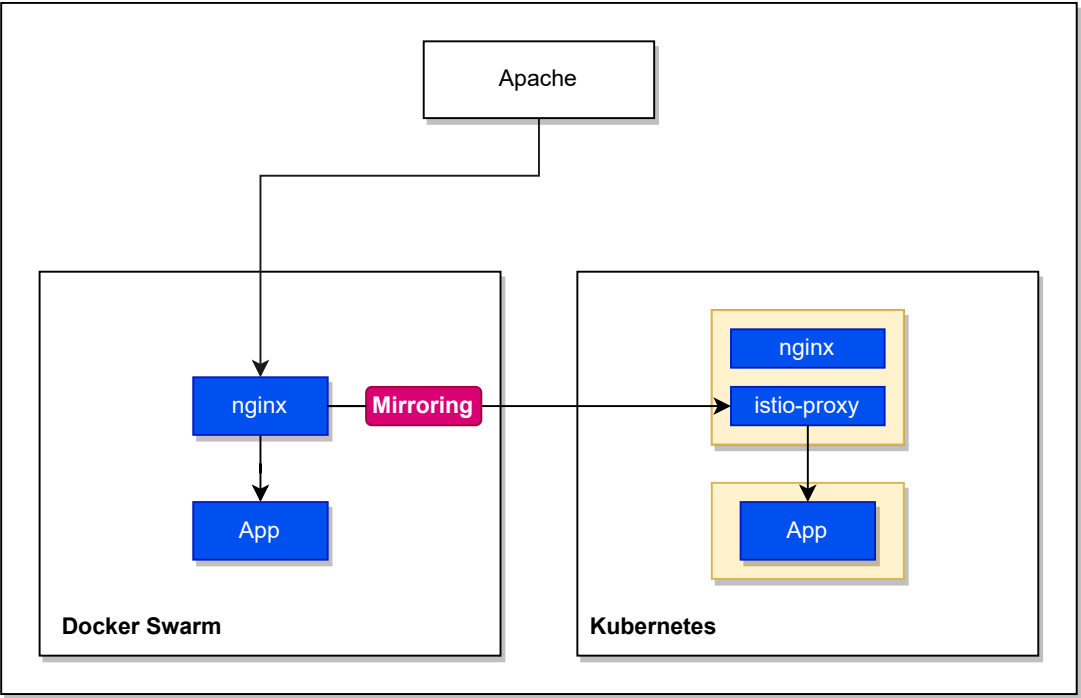 Apache
nginx
Mirroring
App
Docker Swarm
nginx
istio-proxy
App
Kubernetes